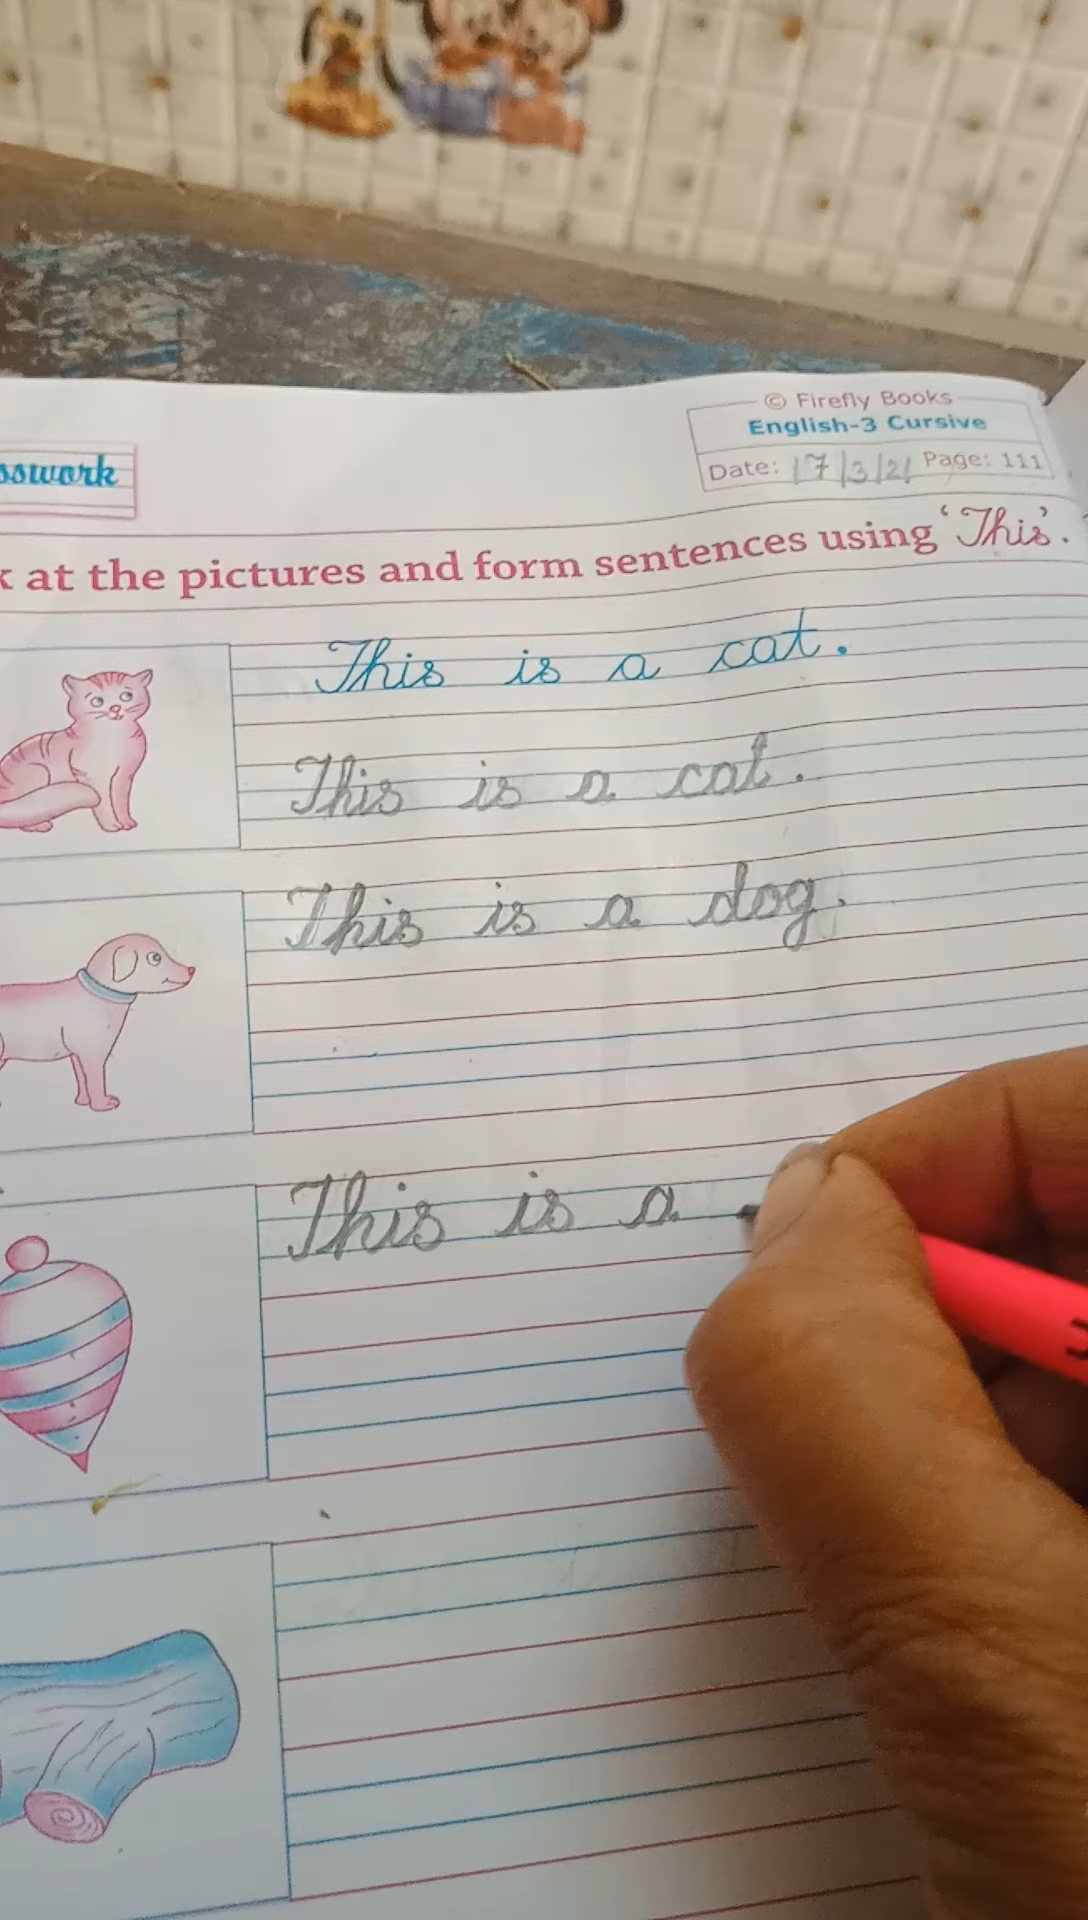 © Firefly Books
English-3 Cursive
Date: 17/3/21 Page: 111
at the pictures and form sentences using 'This'.
This is a cat.
This is a cat.
This is a dog.
This is a